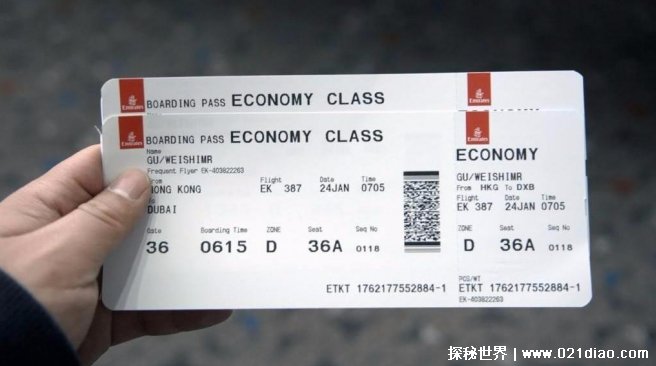 Emirates
BOARDING PASS ECONOMY CLASS
Emirates
Emirates
BOARDING PASS ECONOMY CLASS
Name
GU/WEISHIMR
Frequent Flyer EK-403822263
From
HONG KONG
Flight Date Time
EK 387 24JAN 0705
To
DUBAI
Gate Boarding Time ZONE Seat Seq No
36 0615 D 36A 0118
ETKT 1762177552884-1
Emirates
ECONOMY
GU/WEISHIMR
From HKG To DXB
Flight Date Time
EK 387 24JAN 0705
ZONE Seat Seq No
D 36A 0118
PCS/WT
EK-403822263
ETKT 1762177552884-1
探秘世界 | www.021diao.com